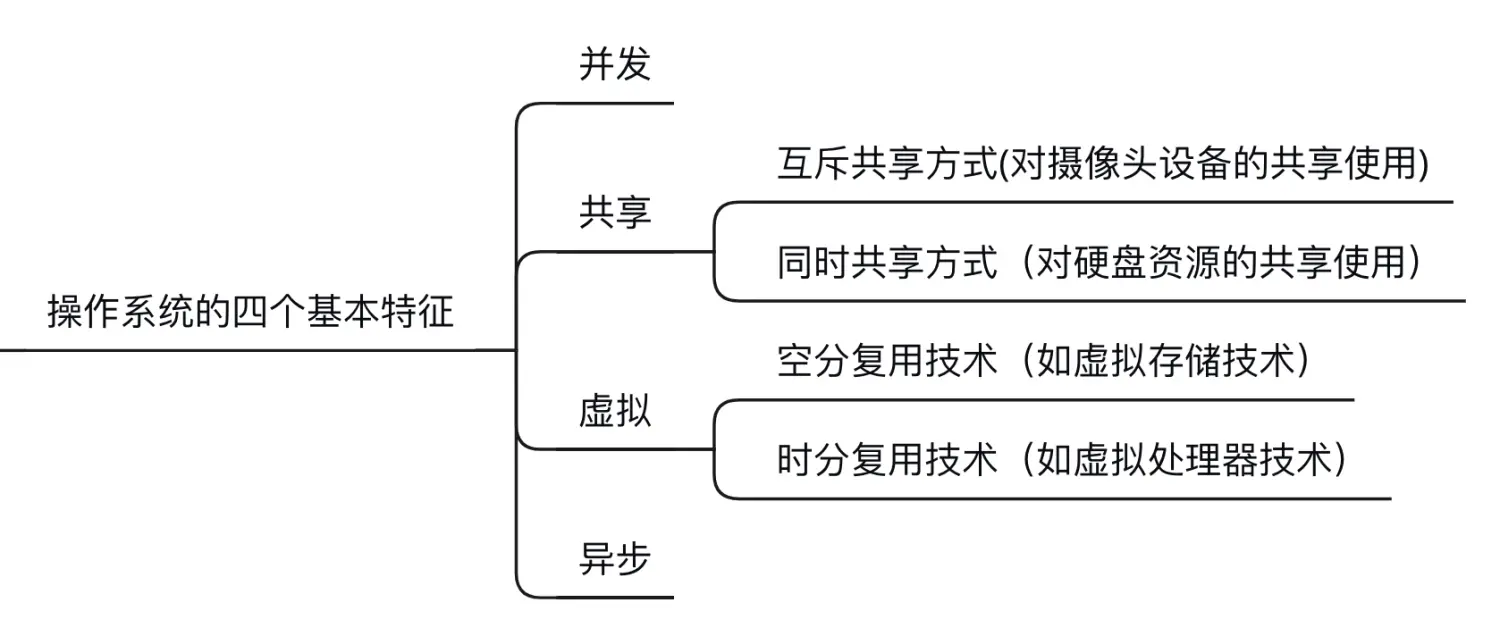 操作系统的四个基本特征
并发
共享
互斥共享方式(对摄像头设备的共享使用)
同时共享方式（对硬盘资源的共享使用）
虚拟
空分复用技术（如虚拟存储技术）
时分复用技术（如虚拟处理器技术）
异步